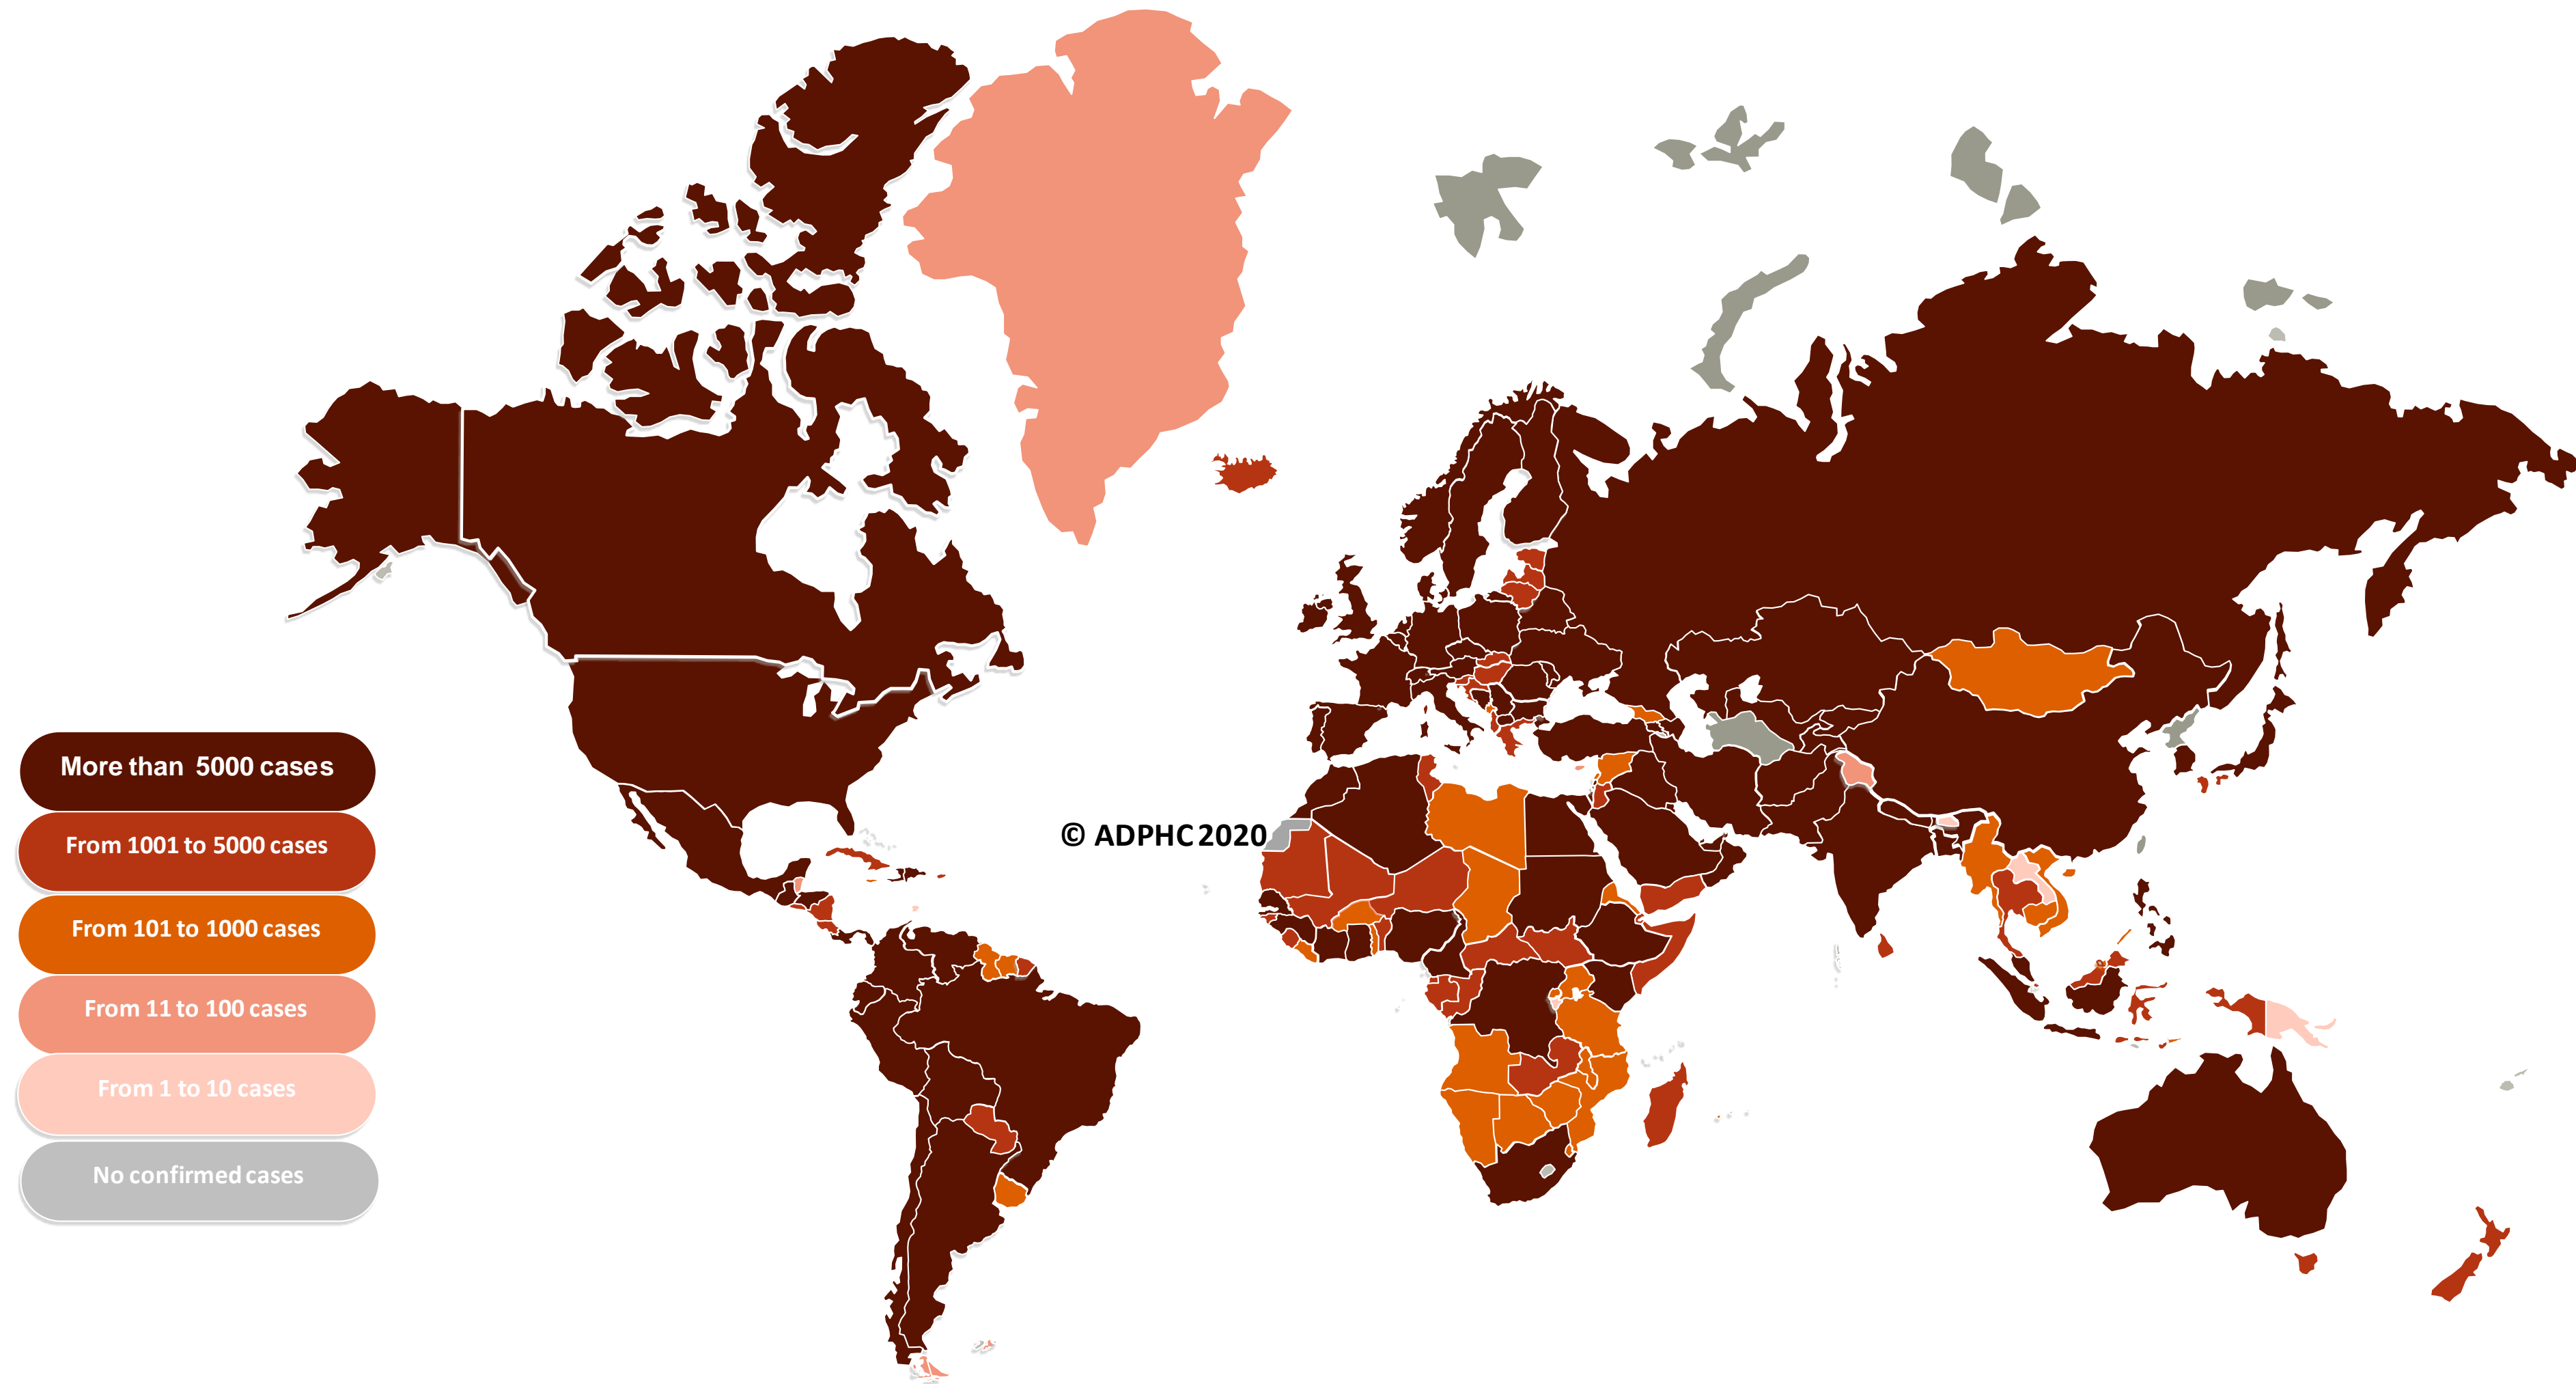 More than 5000 cases
From 1001 to 5000 cases
© ADPHC 2020
From 101 to 1000 cases
From 11 to 100 cases
From 1 to 10 cases
No confirmed cases